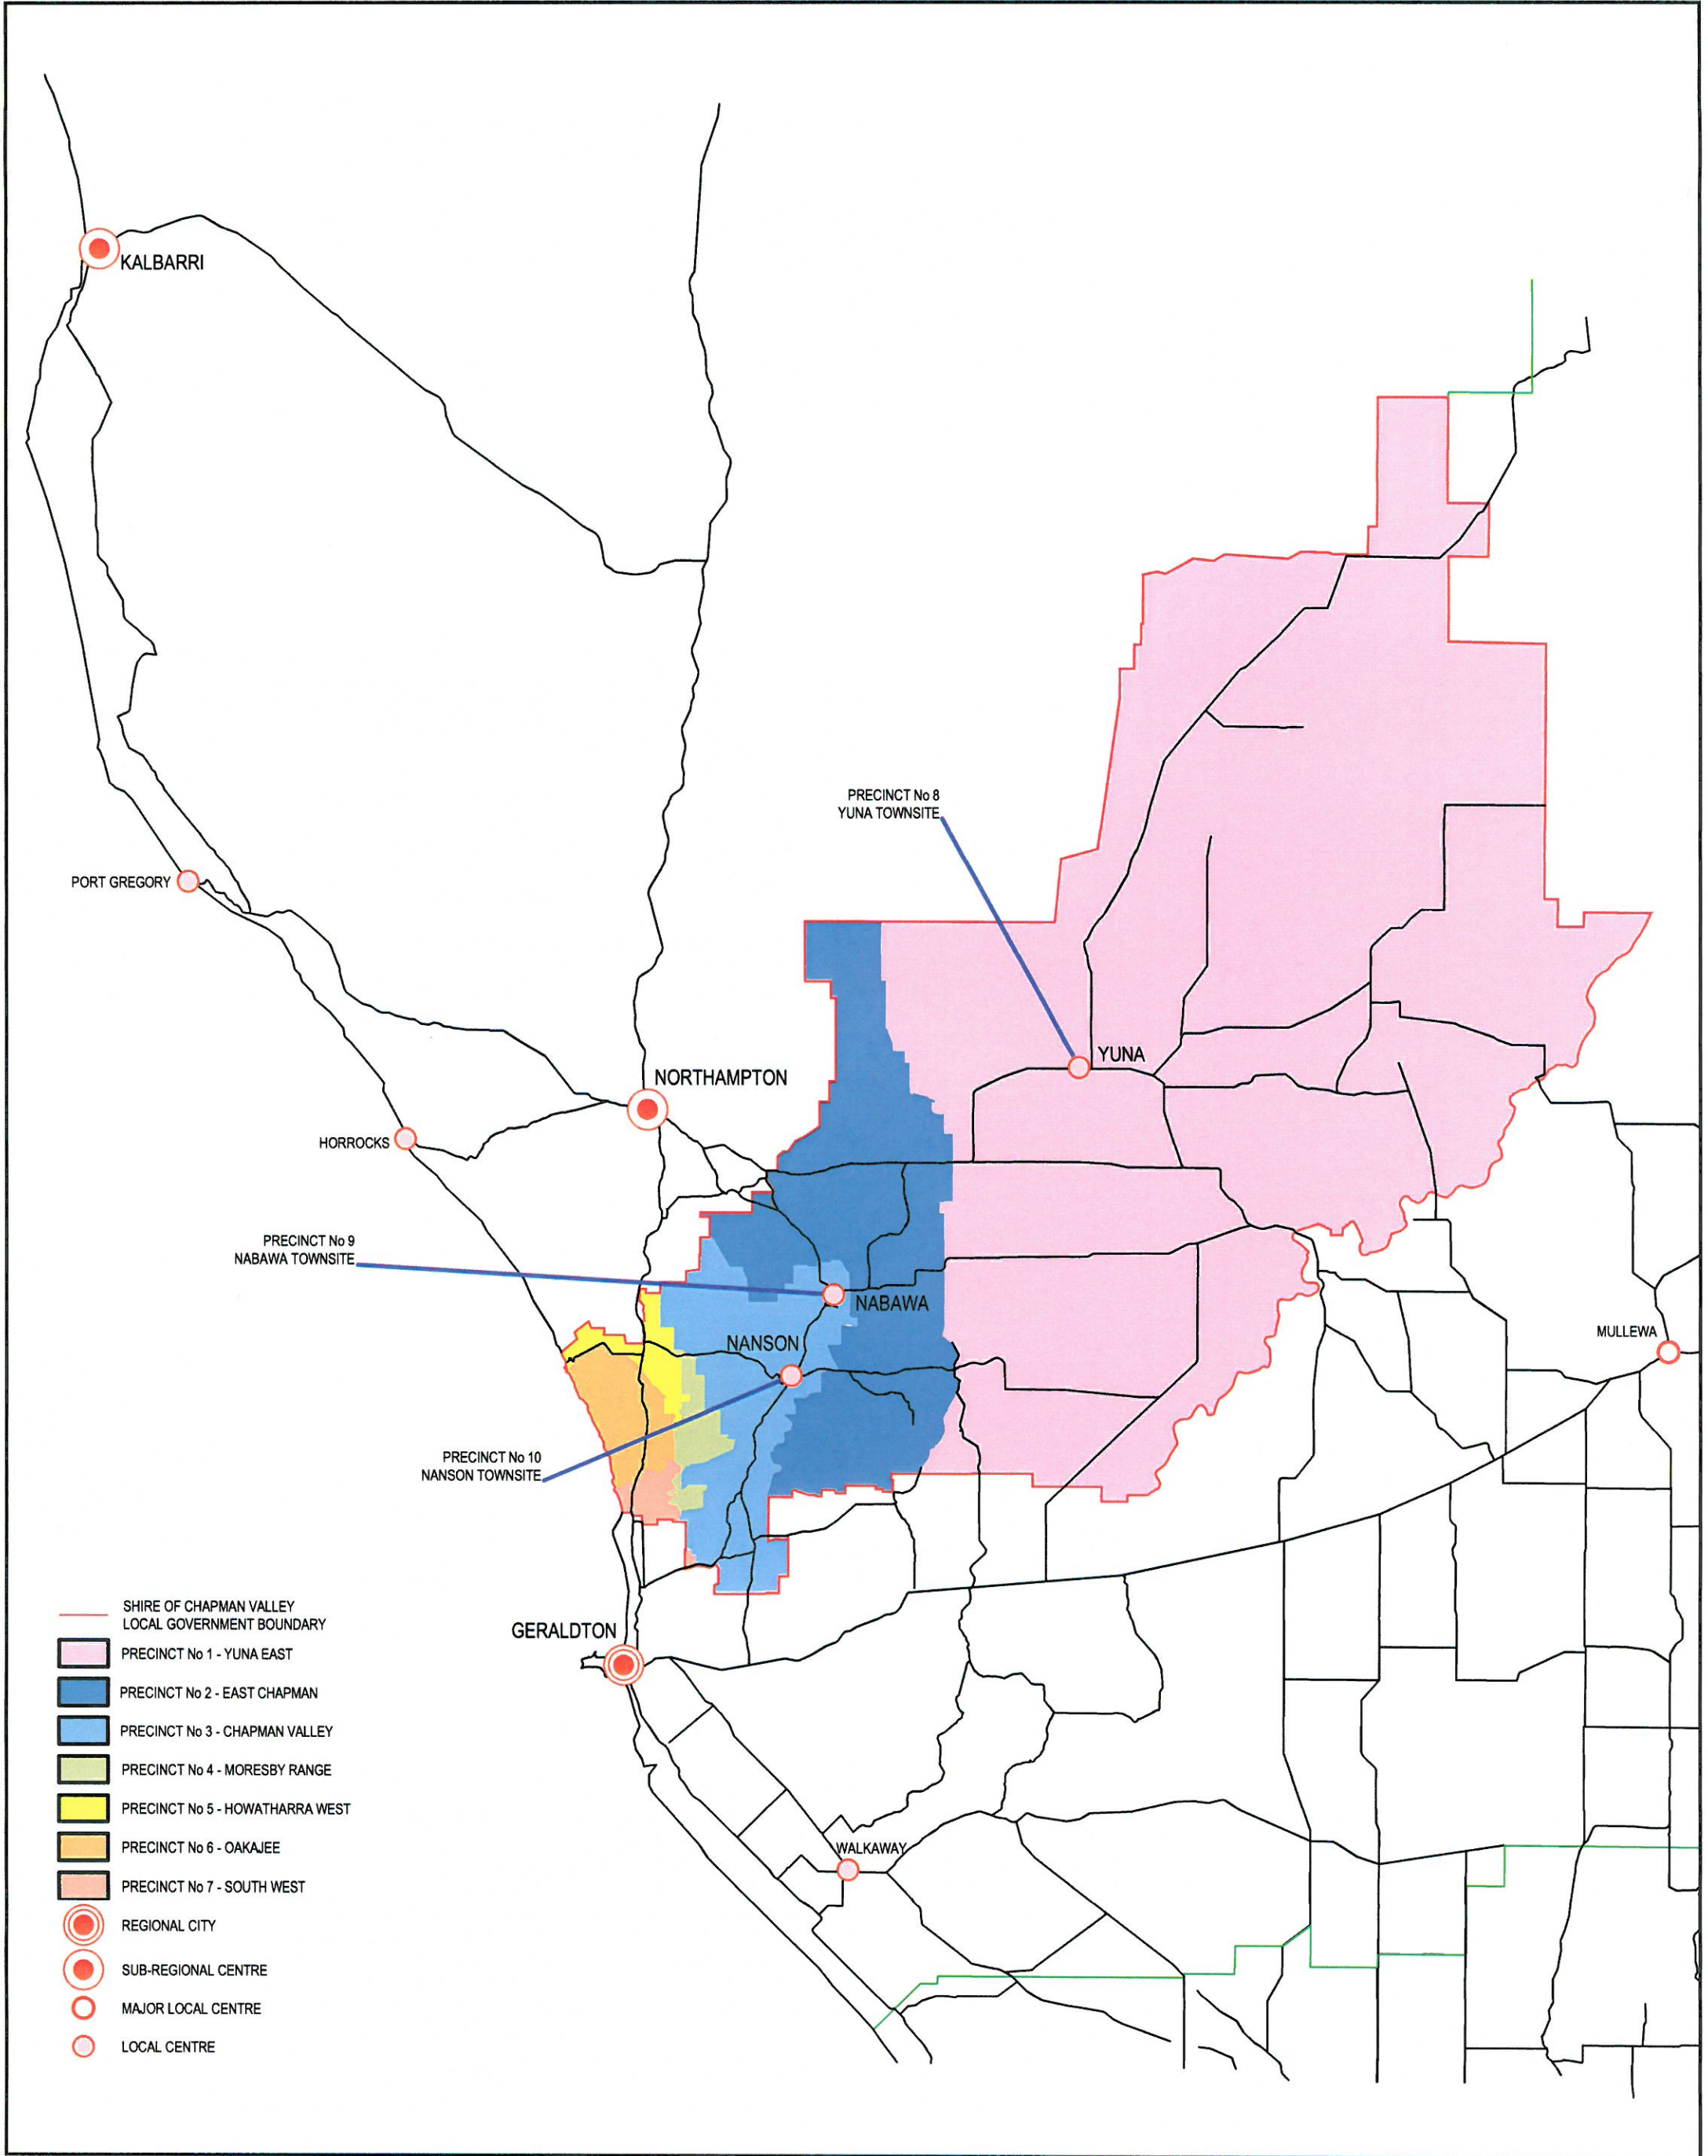 KALBARRI
PRECINCT No 8
YUNA TOWNSITE
PORT GREGORY
YUNA
NORTHAMPTON
HORROCKS
PRECINCT No 9
NABAWA TOWNSITE
NABAWA
NANSON
MULLEWA
PRECINCT No 10
NANSON TOWNSITE
GERALDTON
WALKAWAY
SHIRE OF CHAPMAN VALLEY
LOCAL GOVERNMENT BOUNDARY
PRECINCT No 1 - YUNA EAST
PRECINCT No 2 - EAST CHAPMAN
PRECINCT No 3 - CHAPMAN VALLEY
PRECINCT No 4 - MORESBY RANGE
PRECINCT No 5 - HOWATHARRA WEST
PRECINCT No 6 - OAKAJEE
PRECINCT No 7 - SOUTH WEST
REGIONAL CITY
SUB-REGIONAL CENTRE
MAJOR LOCAL CENTRE
LOCAL CENTRE